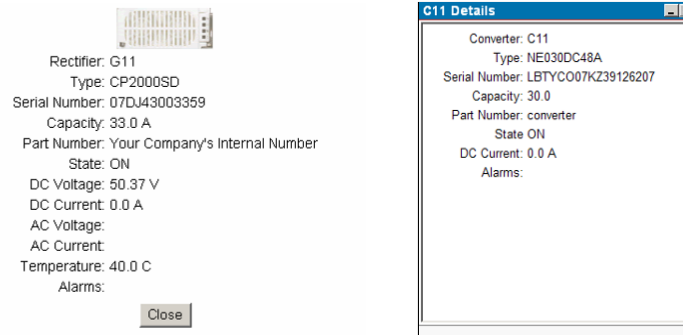 Rectifier: G11
Type: CP2000SD
Serial Number: 07DJ43003359
Capacity: 33.0 A
Part Number: Your Company's Internal Number
State: ON
DC Voltage: 50.37 V
DC Current: 0.0 A
AC Voltage:
AC Current:
Temperature: 40.0 C
Alarms:
Close
C11 Details
Converter: C11
Type: NE030DC48A
Serial Number: LBTYCO07KZ39126207
Capacity: 30.0
Part Number: converter
State ON
DC Current: 0.0 A
Alarms: